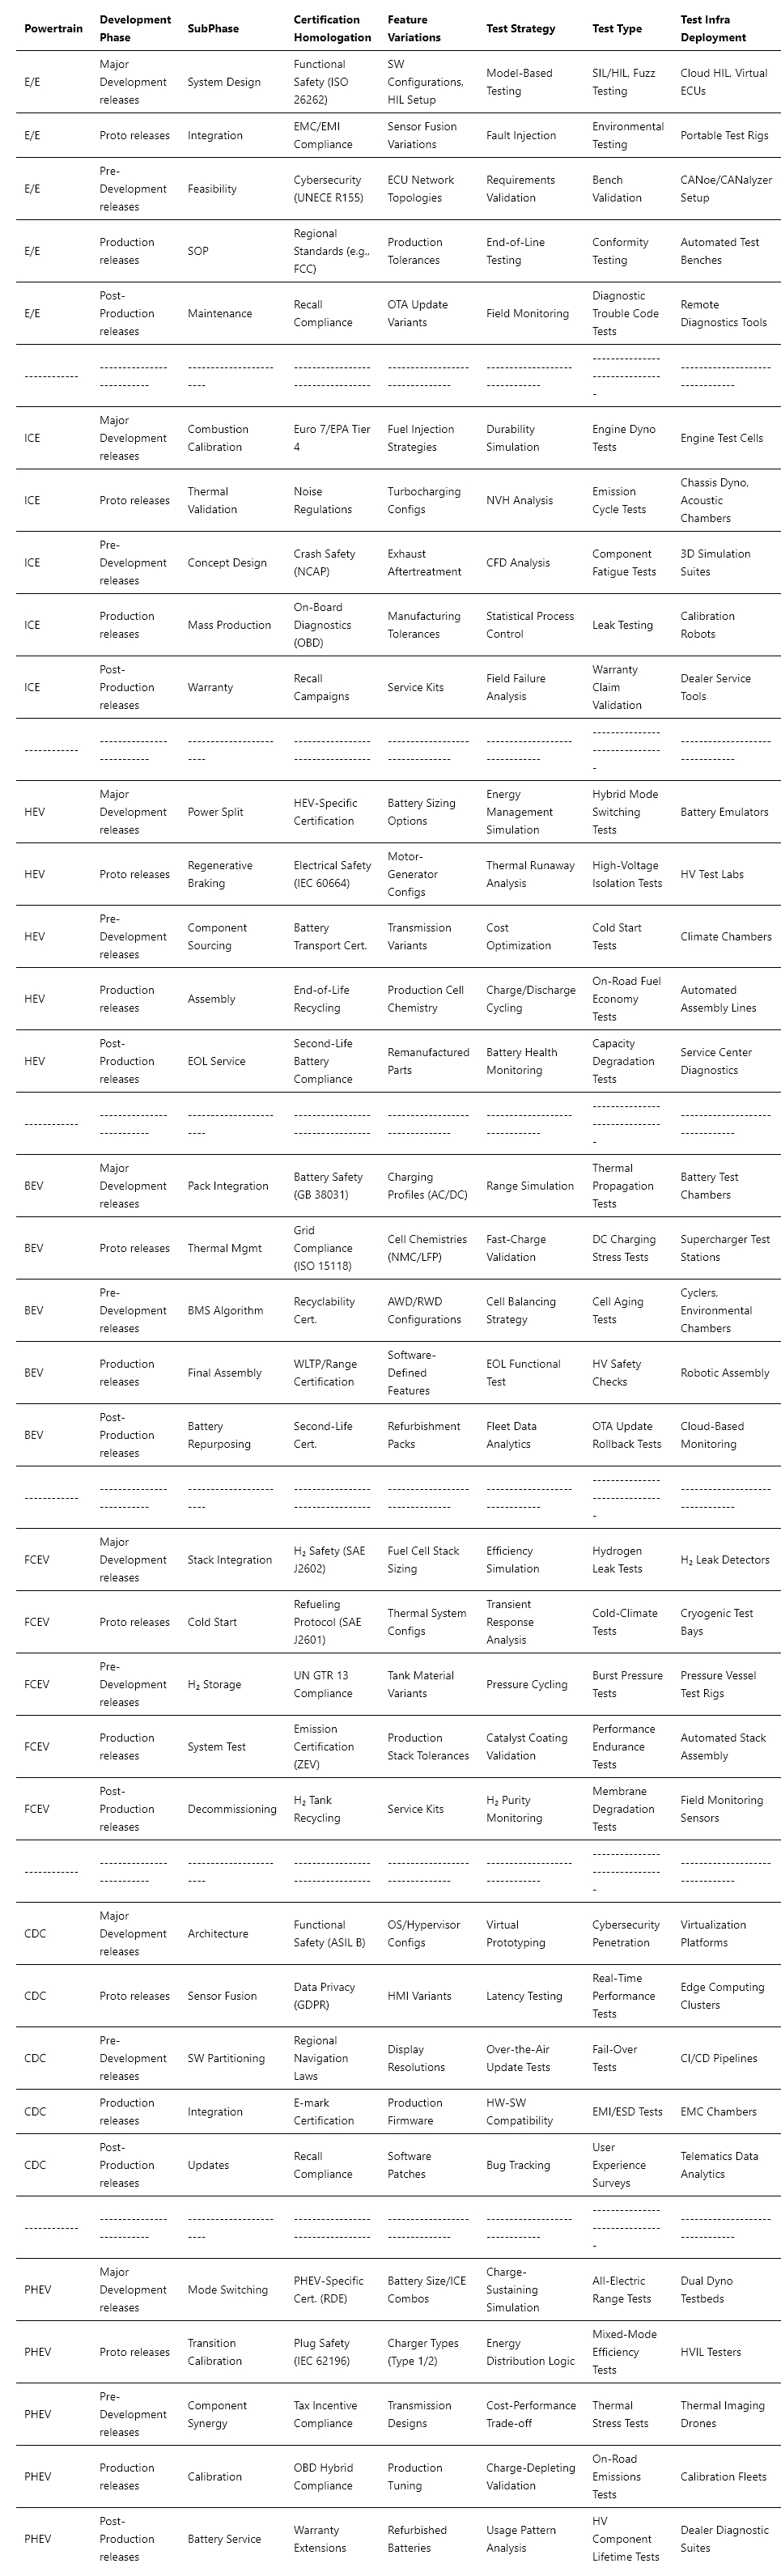 Powertrain | Development Phase | SubPhase | Certification Homologation | Feature Variations | Test Strategy | Test Type | Test Infra Deployment
E/E | Major Development releases | System Design | Functional Safety (ISO 26262) | SW Configurations, HIL Setup | Model-Based Testing | SIL/HIL, Fuzz Testing | Cloud HIL, Virtual ECUs
E/E | Proto releases | Integration | EMC/EMI Compliance | Sensor Fusion Variations | Fault Injection | Environmental Testing | Portable Test Rigs
E/E | Pre-Development releases | Feasibility | Cybersecurity (UNECE R155) | ECU Network Topologies | Requirements Validation | Bench Validation | CANoe/CANalyzer Setup
E/E | Production releases | SOP | Regional Standards (e.g., FCC) | Production Tolerances | End-of-Line Testing | Conformity Testing | Automated Test Benches
E/E | Post-Production releases | Maintenance | Recall Compliance | OTA Update Variants | Field Monitoring | Diagnostic Trouble Code Tests | Remote Diagnostics Tools
----------- | ------------------------- | ----------------------- | ---------------------------------- | ------------------------------- | ------------------------------ | ---------------------------- | ------------------------------
ICE | Major Development releases | Combustion Calibration | Euro 7/EPA Tier 4 | Fuel Injection Strategies | Durability Simulation | Engine Dyno Tests | Engine Test Cells
ICE | Proto releases | Thermal Validation | Noise Regulations | Turbocharging Configs | NVH Analysis | Emission Cycle Tests | Chassis Dyno, Acoustic Chambers
ICE | Pre-Development releases | Concept Design | Crash Safety (NCAP) | Exhaust Aftertreatment | CFD Analysis | Component Fatigue Tests | 3D Simulation Suites
ICE | Production releases | Mass Production | On-Board Diagnostics (OBD) | Manufacturing Tolerances | Statistical Process Control | Leak Testing | Calibration Robots
ICE | Post-Production releases | Warranty | Recall Campaigns | Service Kits | Field Failure Analysis | Warranty Claim Validation | Dealer Service Tools
----------- | ------------------------- | ----------------------- | ---------------------------------- | ------------------------------- | ------------------------------ | ---------------------------- | ------------------------------
HEV | Major Development releases | Power Split | HEV-Specific Certification | Battery Sizing Options | Energy Management Simulation | Hybrid Mode Switching Tests | Battery Emulators
HEV | Proto releases | Regenerative Braking | Electrical Safety (IEC 60664) | Motor-Generator Configs | Thermal Runaway Analysis | High-Voltage Isolation Tests | HV Test Labs
HEV | Pre-Development releases | Component Sourcing | Battery Transport Cert. | Transmission Variants | Cost Optimization | Cold Start Tests | Climate Chambers
HEV | Production releases | Assembly | End-of-Life Recycling | Production Cell Chemistry | Charge/Discharge Cycling | On-Road Fuel Economy Tests | Automated Assembly Lines
HEV | Post-Production releases | EOL Service | Second-Life Battery Compliance | Remanufactured Parts | Battery Health Monitoring | Capacity Degradation Tests | Service Center Diagnostics
----------- | ------------------------- | ----------------------- | ---------------------------------- | ------------------------------- | ------------------------------ | ---------------------------- | ------------------------------
BEV | Major Development releases | Pack Integration | Battery Safety (GB 38031) | Charging Profiles (AC/DC) | Range Simulation | Thermal Propagation Tests | Battery Test Chambers
BEV | Proto releases | Thermal Mgmt | Grid Compliance (ISO 15118) | Cell Chemistries (NMC/LFP) | Fast-Charge Validation | DC Charging Stress Tests | Supercharger Test Stations
BEV | Pre-Development releases | BMS Algorithm | Recyclability Cert. | AWD/RWD Configurations | Cell Balancing Strategy | Cell Aging Tests | Cyclers, Environmental Chambers
BEV | Production releases | Final Assembly | WLTP/Range Certification | Software-Defined Features | EOL Functional Test | HV Safety Checks | Robotic Assembly
BEV | Post-Production releases | Battery Repurposing | Second-Life Cert. | Refurbishment Packs | Fleet Data Analytics | OTA Update Rollback Tests | Cloud-Based Monitoring
----------- | ------------------------- | ----------------------- | ---------------------------------- | ------------------------------- | ------------------------------ | ---------------------------- | ------------------------------
FCEV | Major Development releases | Stack Integration | H₂ Safety (SAE J2602) | Fuel Cell Stack Sizing | Efficiency Simulation | Hydrogen Leak Tests | H₂ Leak Detectors
FCEV | Proto releases | Cold Start | Refueling Protocol (SAE J2601) | Thermal System Configs | Transient Response Analysis | Cold-Climate Tests | Cryogenic Test Bays
FCEV | Pre-Development releases | H₂ Storage | UN GTR 13 Compliance | Tank Material Variants | Pressure Cycling | Burst Pressure Tests | Pressure Vessel Test Rigs
FCEV | Production releases | System Test | Emission Certification (ZEV) | Production Stack Tolerances | Catalyst Coating Validation | Performance Endurance Tests | Automated Stack Assembly
FCEV | Post-Production releases | Decommissioning | H₂ Tank Recycling | Service Kits | H₂ Purity Monitoring | Membrane Degradation Tests | Field Monitoring Sensors
----------- | ------------------------- | ----------------------- | ---------------------------------- | ------------------------------- | ------------------------------ | ---------------------------- | ------------------------------
CDC | Major Development releases | Architecture | Functional Safety (ASIL B) | OS/Hypervisor Configs | Virtual Prototyping | Cybersecurity Penetration | Virtualization Platforms
CDC | Proto releases | Sensor Fusion | Data Privacy (GDPR) | HMI Variants | Latency Testing | Real-Time Performance Tests | Edge Computing Clusters
CDC | Pre-Development releases | SW Partitioning | Regional Navigation Laws | Display Resolutions | Over-the-Air Update Tests | Fail-Over Tests | CI/CD Pipelines
CDC | Production releases | Integration | E-mark Certification | Production Firmware | HW-SW Compatibility | EMI/ESD Tests | EMC Chambers
CDC | Post-Production releases | Updates | Recall Compliance | Software Patches | Bug Tracking | User Experience Surveys | Telematics Data Analytics
----------- | ------------------------- | ----------------------- | ---------------------------------- | ------------------------------- | ------------------------------ | ---------------------------- | ------------------------------
PHEV | Major Development releases | Mode Switching | PHEV-Specific Cert. (RDE) | Battery Size/ICE Combos | Charge-Sustaining Simulation | All-Electric Range Tests | Dual Dyno Testbeds
PHEV | Proto releases | Transition Calibration | Plug Safety (IEC 62196) | Charger Types (Type 1/2) | Energy Distribution Logic | Mixed-Mode Efficiency Tests | HVIL Testers
PHEV | Pre-Development releases | Component Synergy | Tax Incentive Compliance | Transmission Designs | Cost-Performance Trade-off | Thermal Stress Tests | Thermal Imaging Drones
PHEV | Production releases | Calibration | OBD Hybrid Compliance | Production Tuning | Charge-Depleting Validation | On-Road Emissions Tests | Calibration Fleets
PHEV | Post-Production releases | Battery Service | Warranty Extensions | Refurbished Batteries | Usage Pattern Analysis | HV Component Lifetime Tests | Dealer Diagnostic Suites